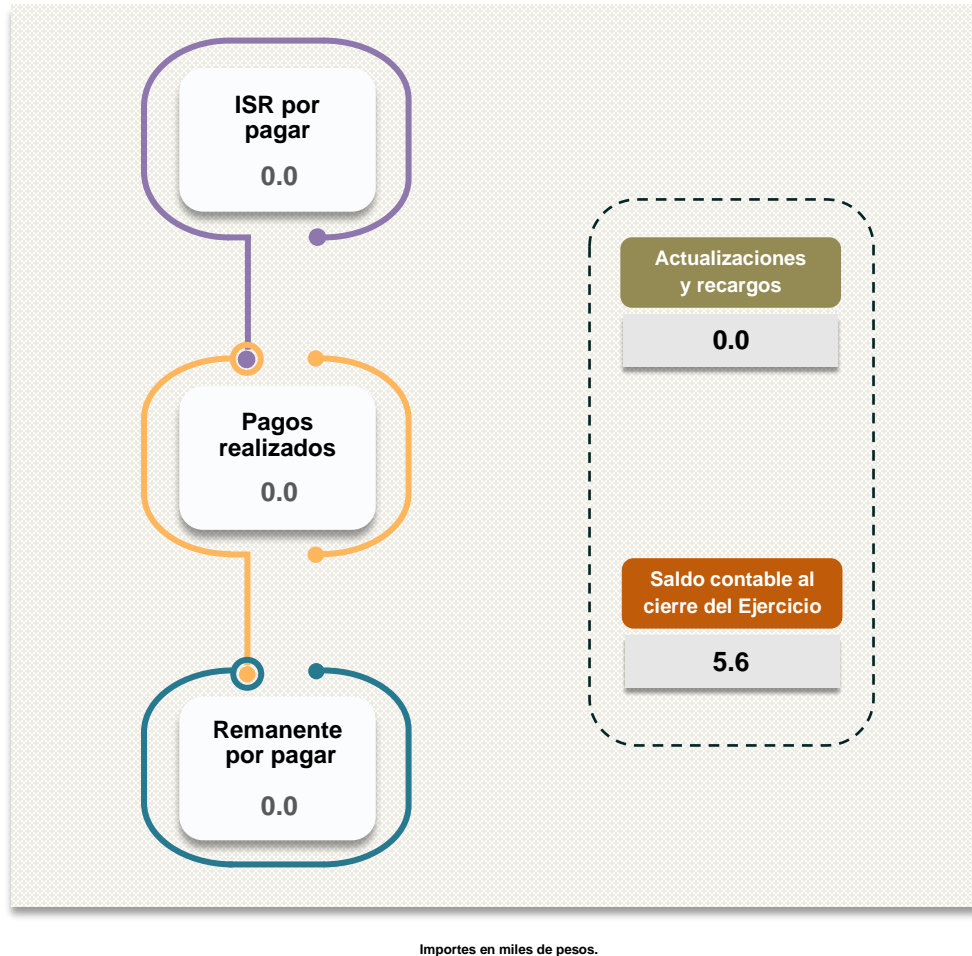 ISR por
pagar
0.0
Pagos
realizados
0.0
Remanente
por pagar
0.0
Actualizaciones
y recargos
0.0
Saldo contable al
cierre del Ejercicio
5.6
Importes en miles de pesos.